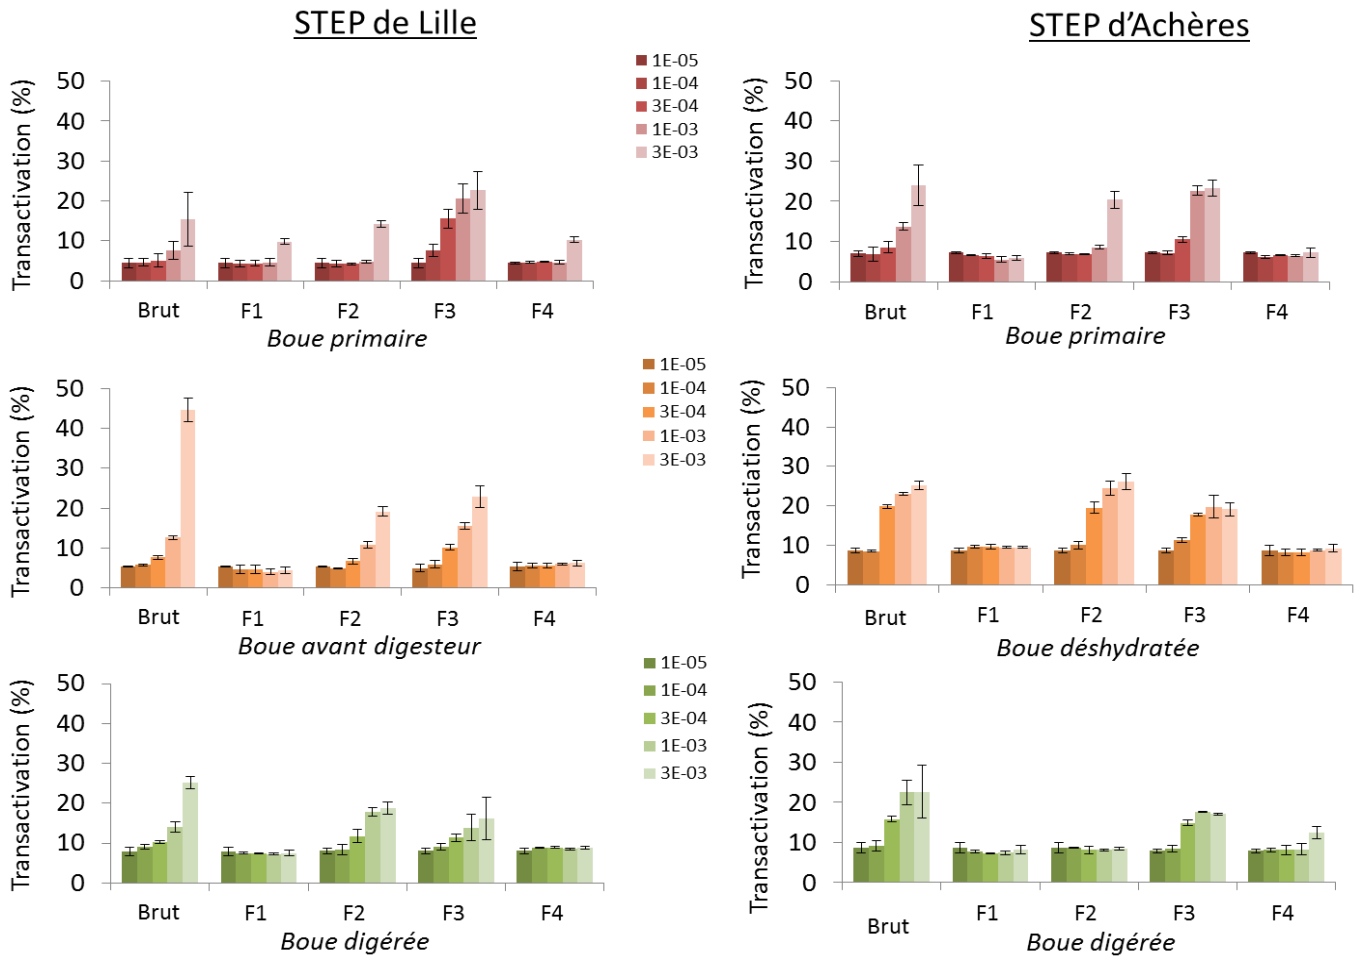 STEP de Lille
STEP d'Achères
Transactivation (%)
50
40
30
20
10
0
Brut F1 F2 F3 F4
Boue primaire
1E-05
1E-04
3E-04
1E-03
3E-03
Transactivation (%)
50
40
30
20
10
0
Brut F1 F2 F3 F4
Boue primaire
Transactivation (%)
50
40
30
20
10
0
Brut F1 F2 F3 F4
Boue avant digesteur
1E-05
1E-04
3E-04
1E-03
3E-03
Transactiation (%)
50
40
30
20
10
0
Brut F1 F2 F3 F4
Boue déshydratée
Transactivation (%)
50
40
30
20
10
0
Brut F1 F2 F3 F4
Boue digérée
1E-05
1E-04
3E-04
1E-03
3E-03
Transactivation (%)
50
40
30
20
10
0
Brut F1 F2 F3 F4
Boue digérée